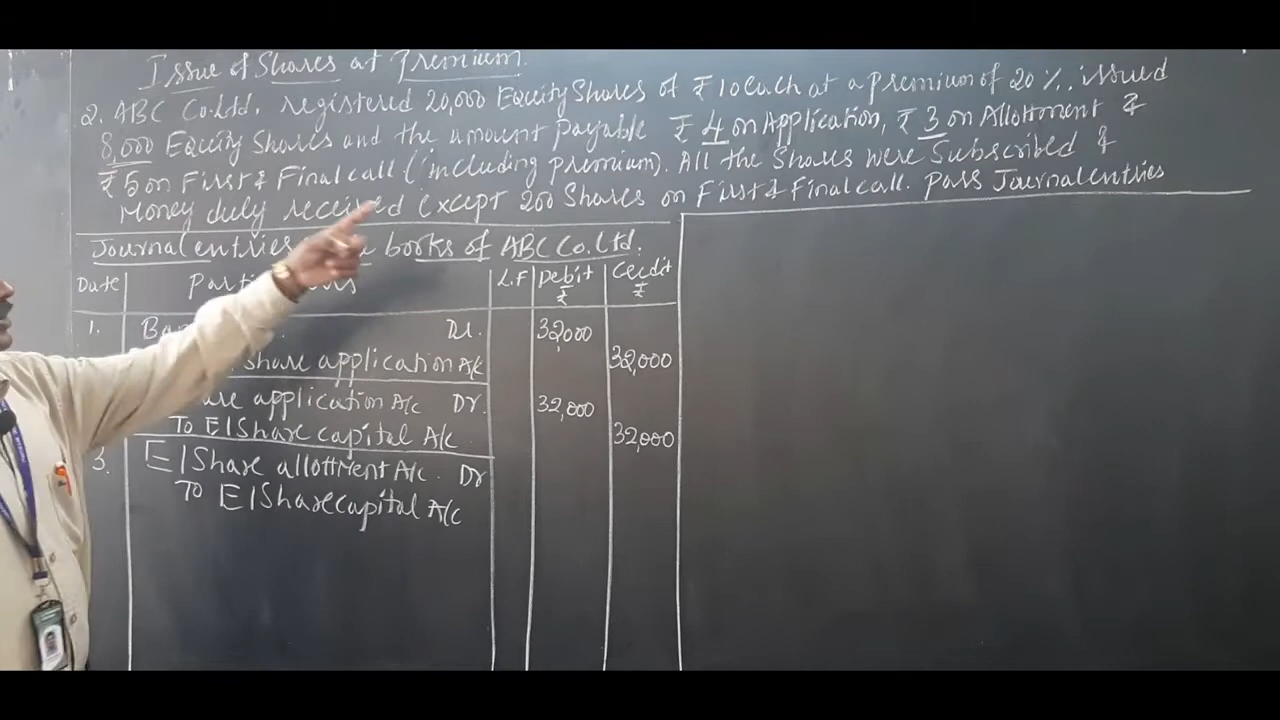 Issue of Shares at Premium.
2. ABC Co. Ltd. registered 20,000 Equity Shares of ₹10 each at a premium of 20%. issued
8,000 Equity Shares and the amount payable ₹4 on Application, ₹3 on Allotment &
₹5 on First & Final call (including premium). All the Shares were Subscribed &
Money duly received except 200 Shares on First & Final call. Pass Journal entries
Journal entries books of ABC Co. Ltd.
Date L.F Debit ₹ Credit ₹
1. Dr. 32,000
share application A/c 32,000
application A/c Dr. 32,000
To E/Share capital A/c 32,000
3. E/Share allottment A/c. Dr
To E/Share capital A/c